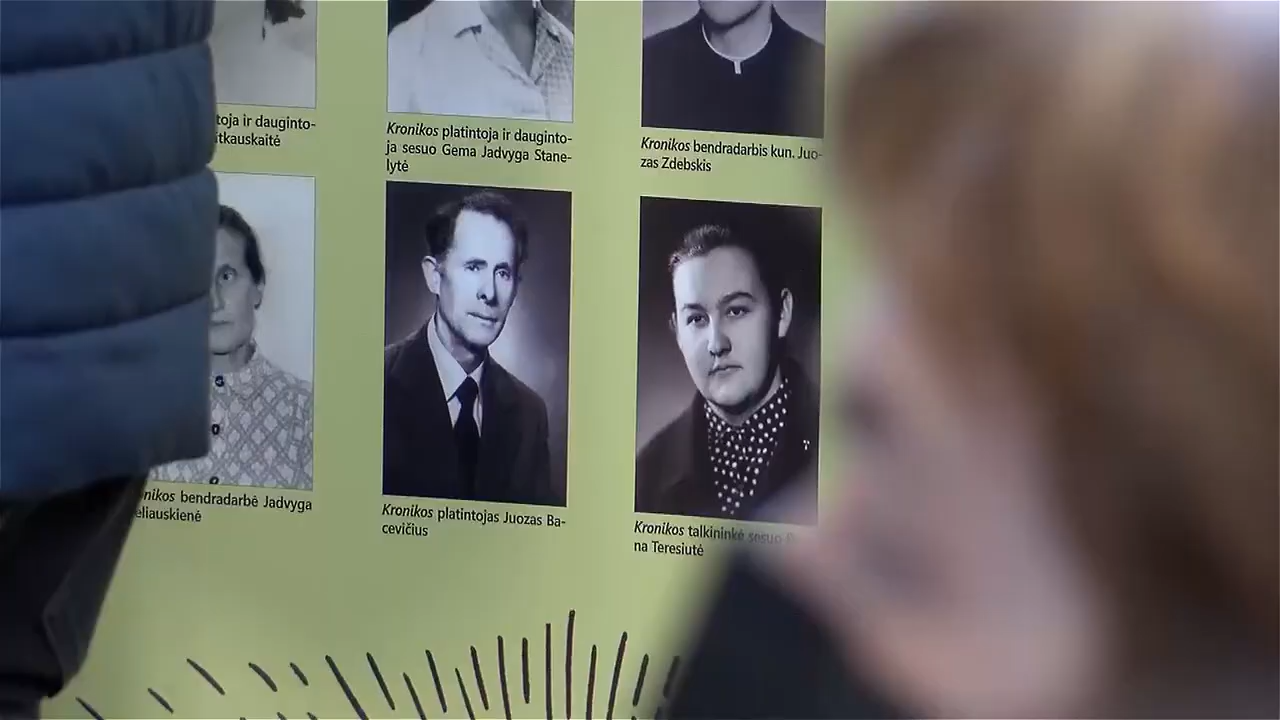 toja ir dauginto-
itkauskaitė
Kronikos platintoja ir dauginto-
ja sesuo Gema Jadvyga Stane-
lytė
Kronikos bendradarbis kun. Juo-
zas Zdebskis
nikos bendradarbė Jadvyga
eliauskienė
Kronikos platintojas Juozas Ba-
cevičius
Kronikos talkininkė sesuo
na Teresiutė